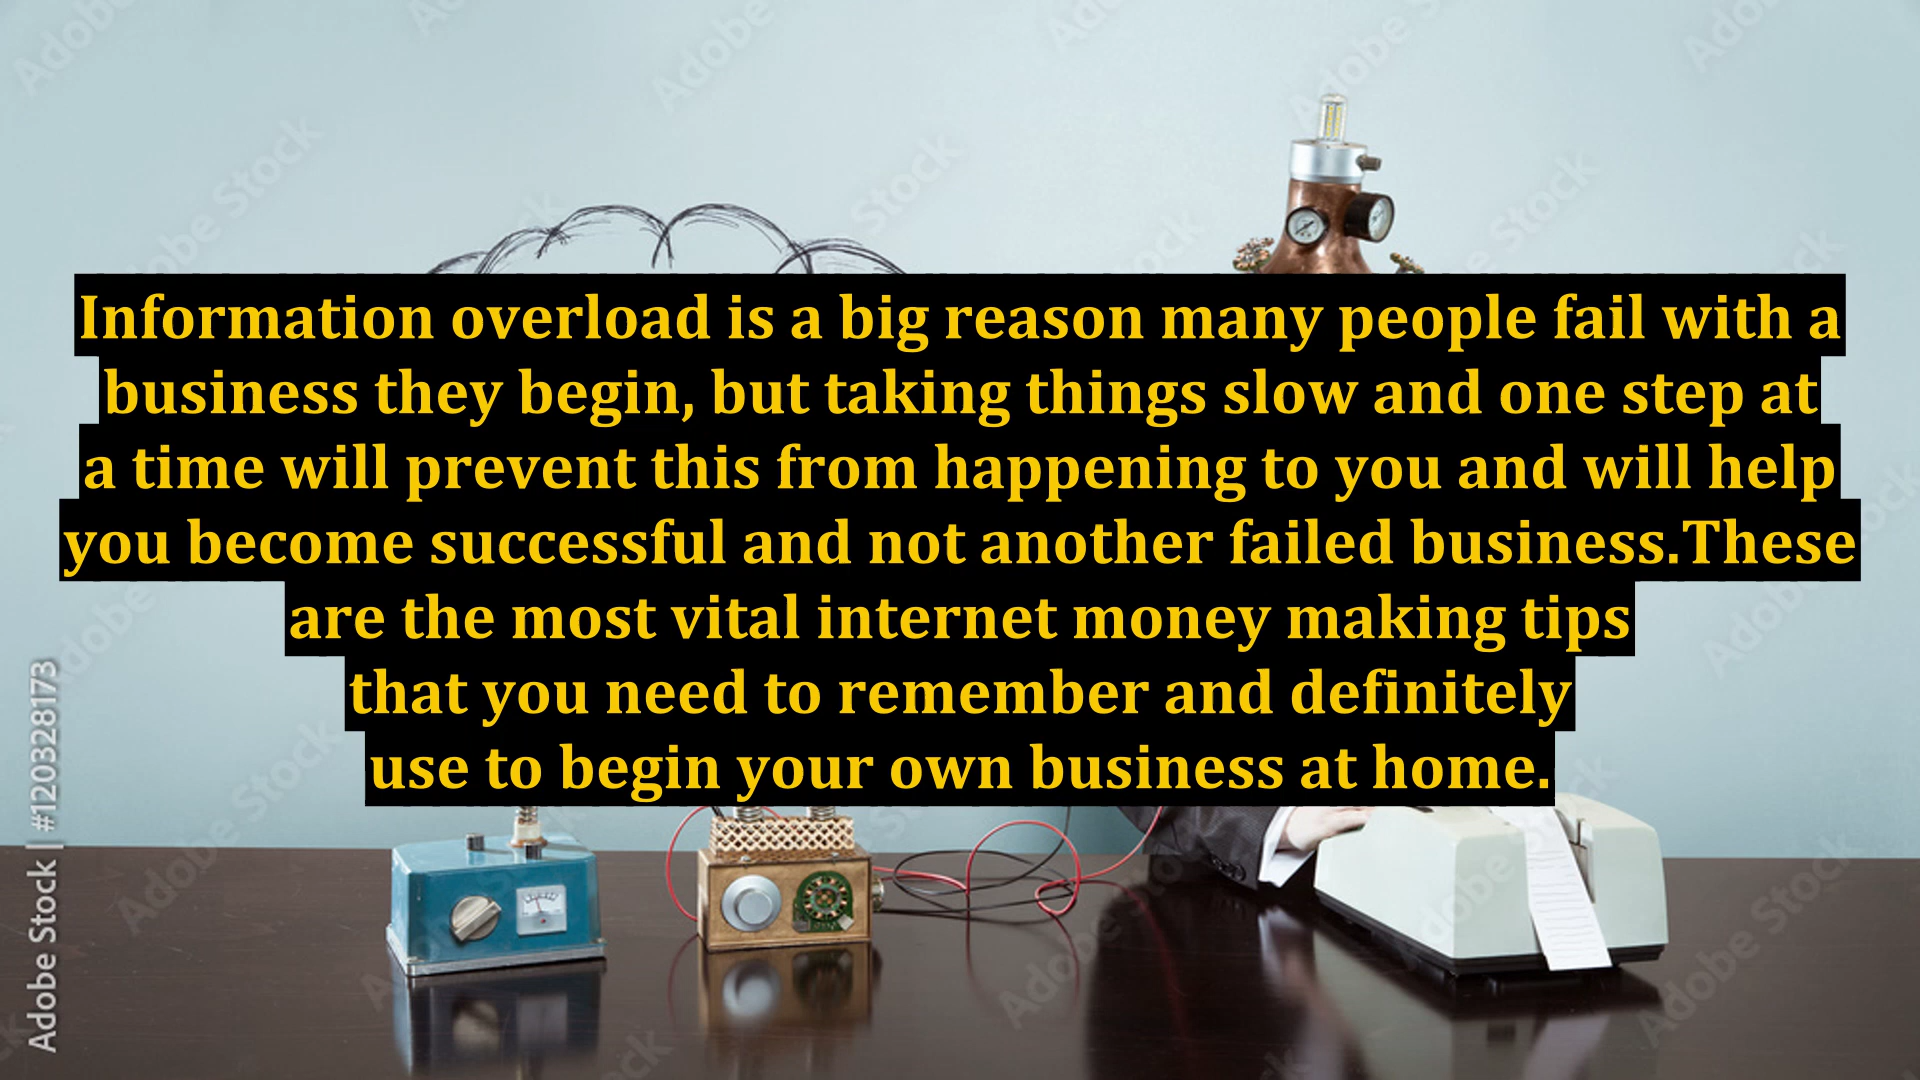 Information overload is a big reason many people fail with a
business they begin, but taking things slow and one step at
a time will prevent this from happening to you and will help
you become successful and not another failed business.These
are the most vital internet money making tips
that you need to remember and definitely
use to begin your own business at home.
Adobe Stock | #120328173